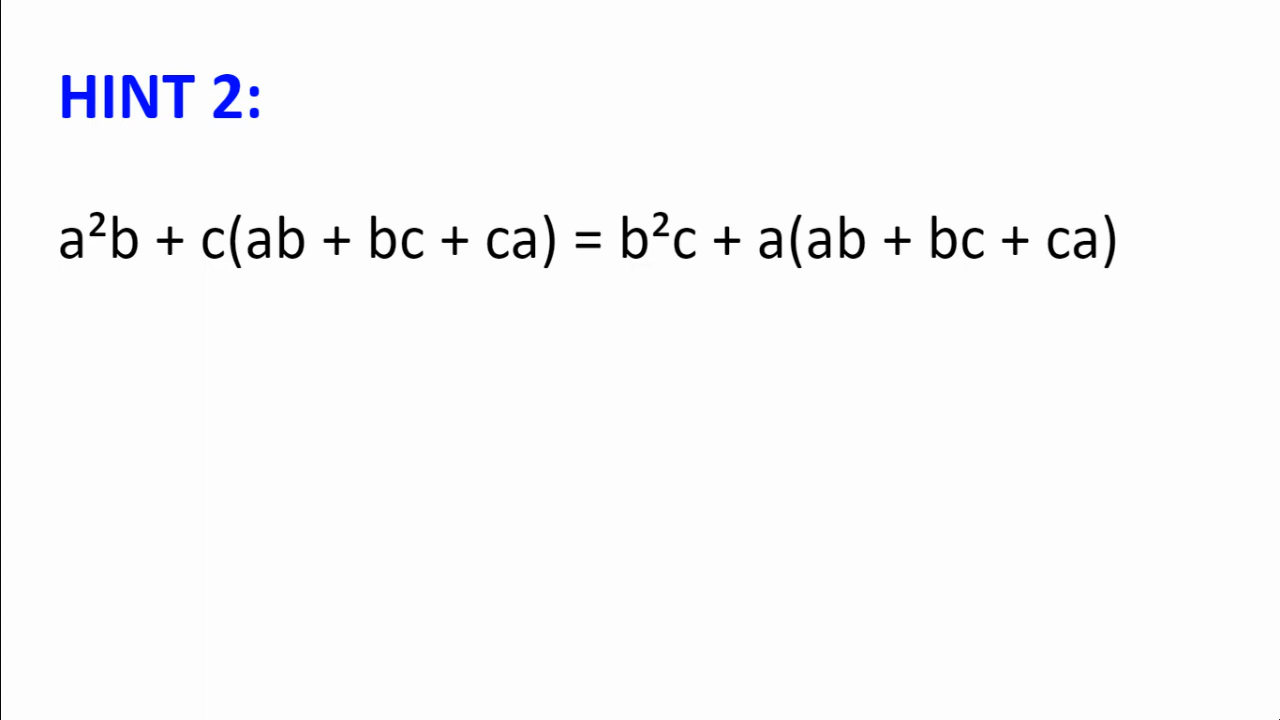 HINT 2:
a²b + c(ab + bc + ca) = b²c + a(ab + bc + ca)